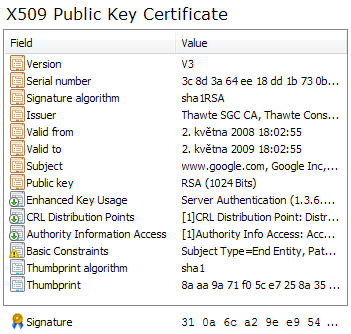 X509 Public Key Certificate
Field Value
Version V3
Serial number 3c 8d 3a 64 ee 18 dd 1b 73 0b...
Signature algorithm sha1RSA
Issuer Thawte SGC CA, Thawte Cons...
Valid from 2. května 2008 18:02:55
Valid to 2. května 2009 18:02:55
Subject www.google.com, Google Inc,...
Public key RSA (1024 Bits)
Enhanced Key Usage Server Authentication (1.3.6....
CRL Distribution Points [1]CRL Distribution Point: Distr...
Authority Information Access [1]Authority Info Access: Acc...
Basic Constraints Subject Type=End Entity, Pat...
Thumbprint algorithm sha1
Thumbprint 8a aa 9a 71 f0 5c e7 25 8a 35 ...
Signature 31 0a 6c a2 9e e9 54 ...